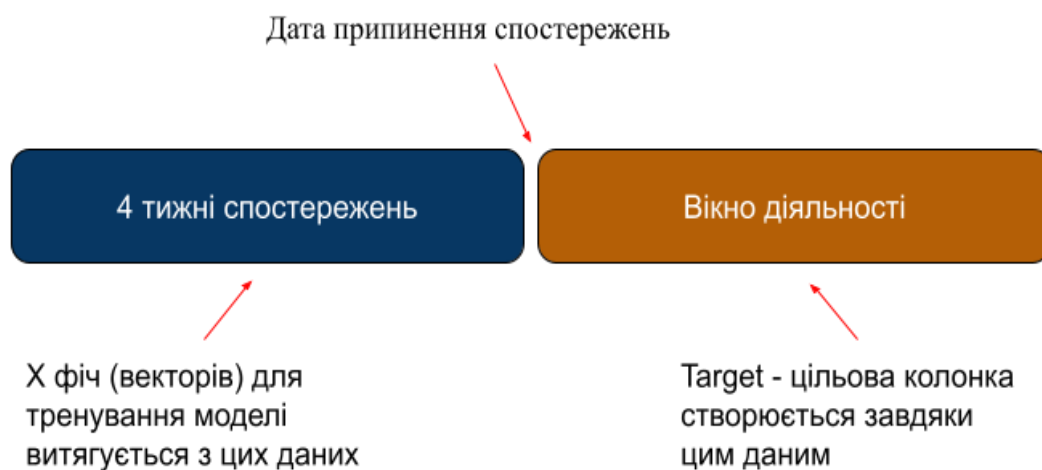 Дата припинення спостережень
4 тижні спостережень
Вікно діяльності
X фіч (векторів) для
тренування моделі
витягується з цих даних
Target - цільова колонка
створюється завдяки
цим даним